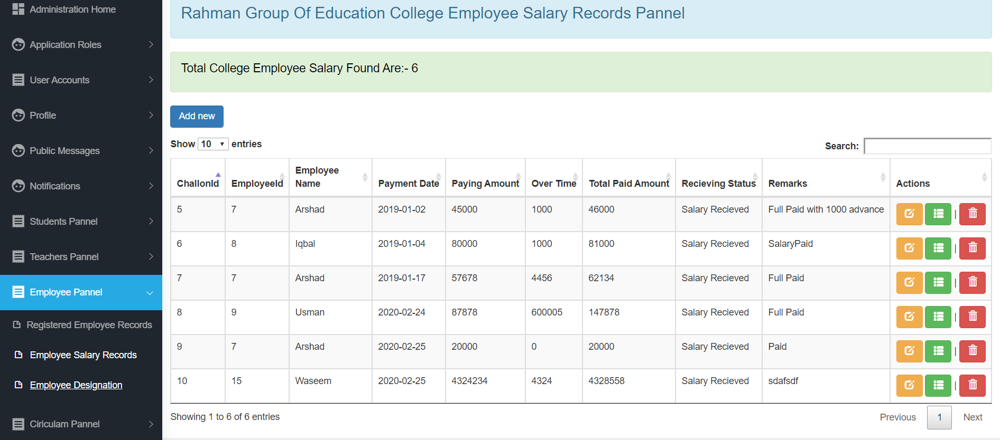 Administration Home
Application Roles
User Accounts
Profile
Public Messages
Notifications
Students Pannel
Teachers Pannel
Employee Pannel
Registered Employee Records
Employee Salary Records
Employee Designation
Ciriculam Pannel
Rahman Group Of Education College Employee Salary Records Pannel
Total College Employee Salary Found Are:- 6
Add new
Show 10 entries
Search:
ChallonId EmployeeId Employee Name Payment Date Paying Amount Over Time Total Paid Amount Recieving Status Remarks Actions
5 7 Arshad 2019-01-02 45000 1000 46000 Salary Recieved Full Paid with 1000 advance |
6 8 Iqbal 2019-01-04 80000 1000 81000 Salary Recieved SalaryPaid |
7 7 Arshad 2019-01-17 57678 4456 62134 Salary Recieved Full Paid |
8 9 Usman 2020-02-24 87878 600005 147878 Salary Recieved Full Paid |
9 7 Arshad 2020-02-25 20000 0 20000 Salary Recieved Paid |
10 15 Waseem 2020-02-25 4324234 4324 4328558 Salary Recieved sdafsdf |
Showing 1 to 6 of 6 entries
Previous 1 Next